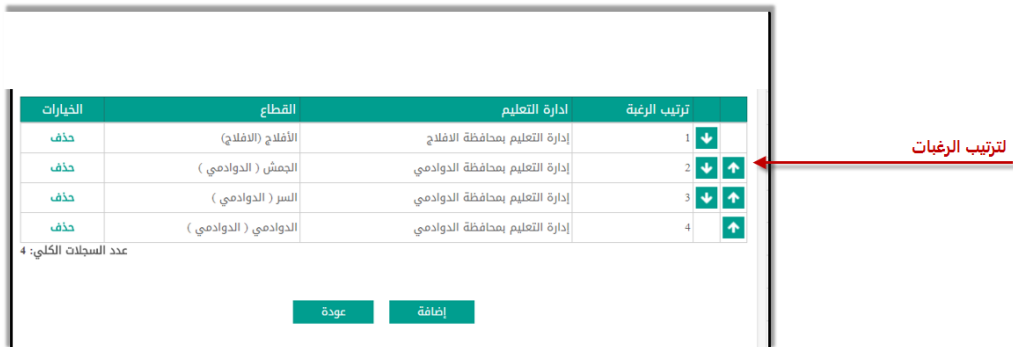 ترتيب الرغبة ادارة التعليم القطاع الخيارات
1 إدارة التعليم بمحافظة الافلاج الأفلاج (الافلاج) حذف
لترتيب الرغبات
2 إدارة التعليم بمحافظة الدوادمي الجمش ( الدوادمي ) حذف
3 إدارة التعليم بمحافظة الدوادمي السر ( الدوادمي ) حذف
4 إدارة التعليم بمحافظة الدوادمي الدوادمي ( الدوادمي ) حذف
عدد السجلات الكلي: 4
إضافة عودة